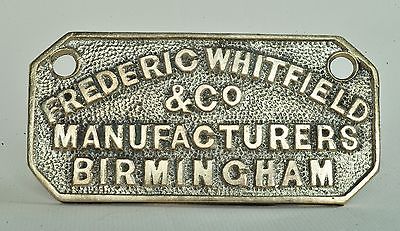 FREDERIC WHITFIELD
& CO
MANUFACTURERS
BIRMINGHAM